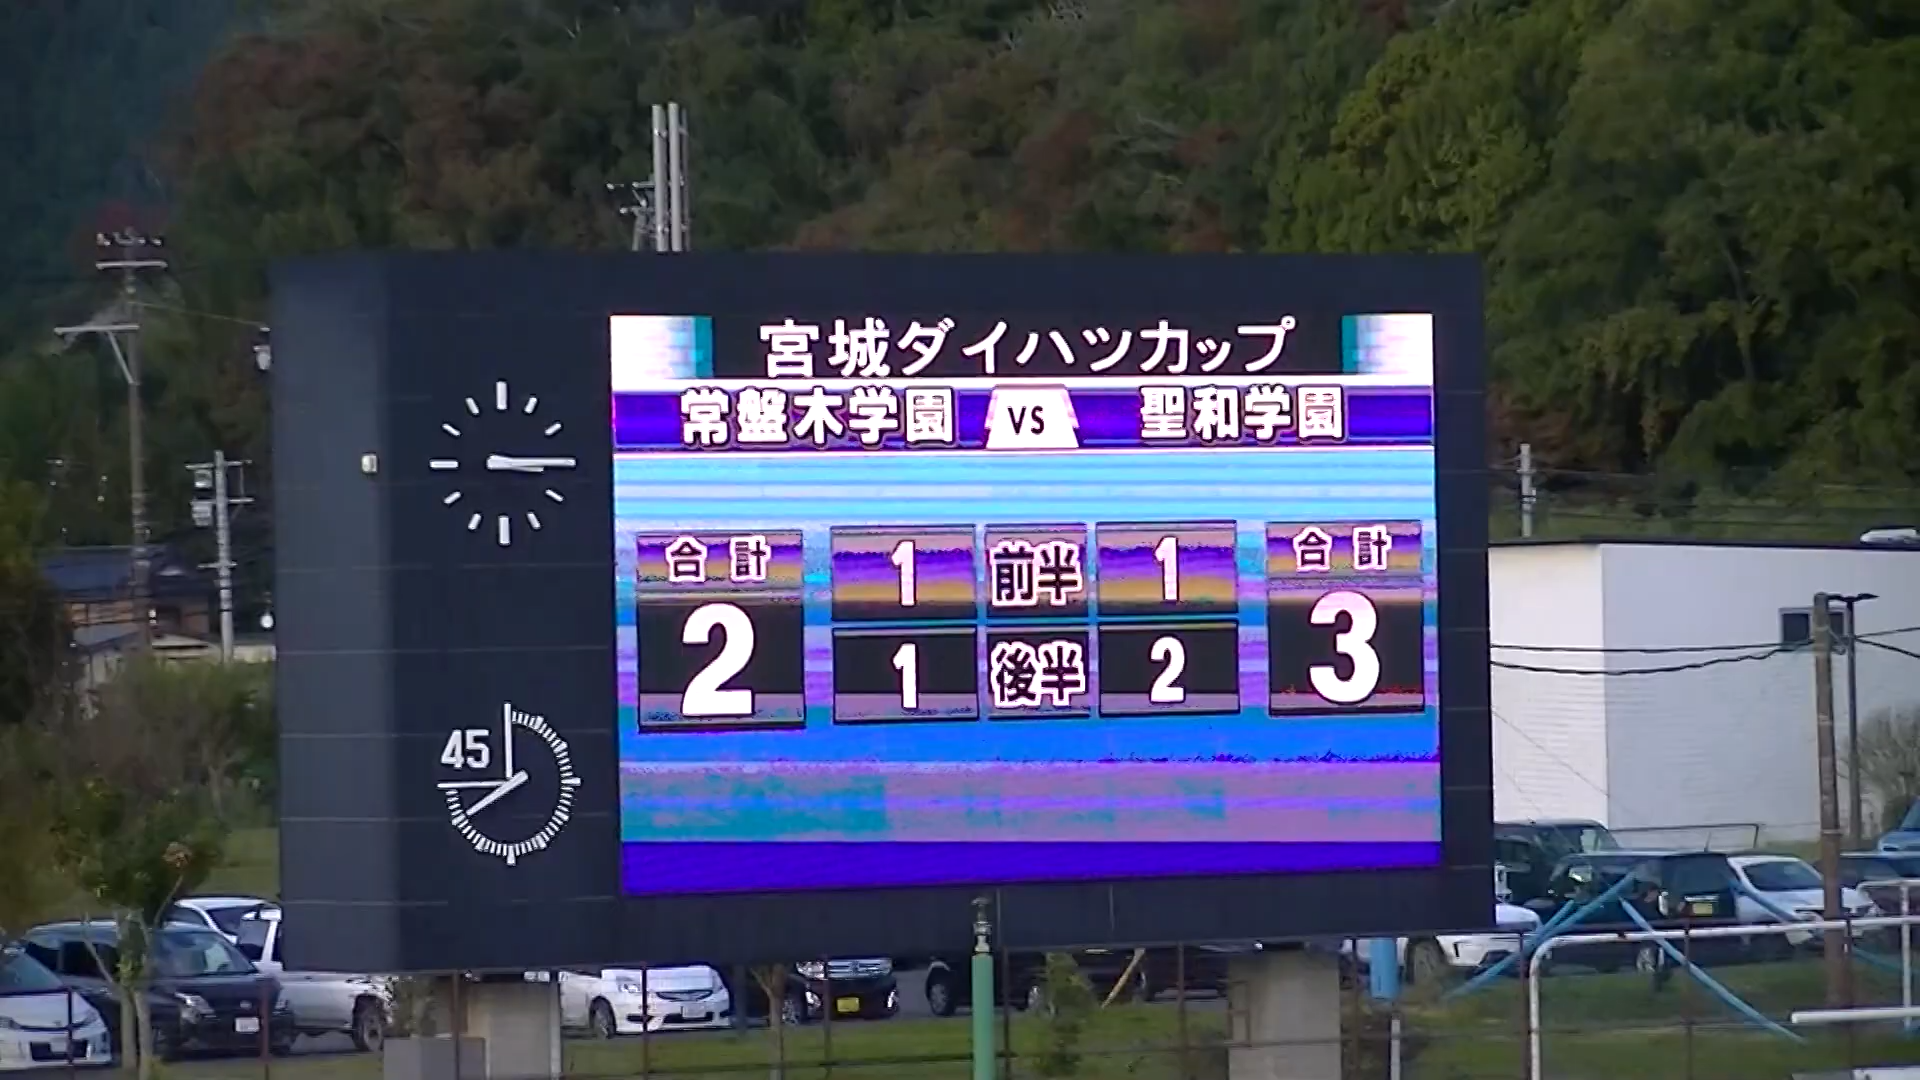 宮城ダイハツカップ
常盤木学園 VS 聖和学園
合計 1 前半 1 合計
2 1 後半 2 3
45